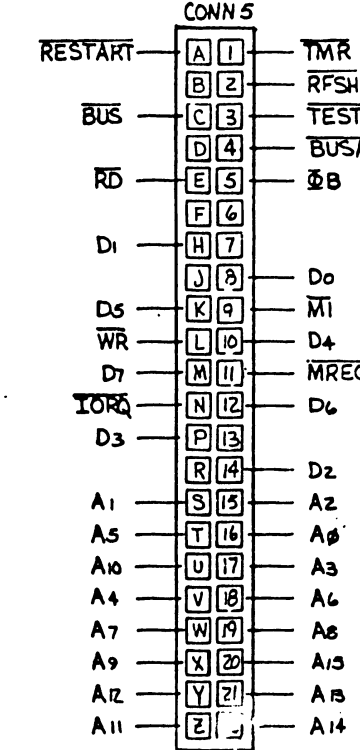 CONN 5
RESTART A 1 TMR
B 2 RFSH
BUS C 3 TEST
D 4 BUSA
RD E 5 ΦB
F 6
D1 H 7
J 8 D0
D5 K 9 M1
WR L 10 D4
D7 M 11 MREQ
IORQ N 12 D6
D3 P 13
R 14 D2
A1 S 15 A2
A5 T 16 Aø
A10 U 17 A3
A4 V 18 A6
A7 W 19 A8
A9 X 20 A15
A12 Y 21 A13
A11 Z A14